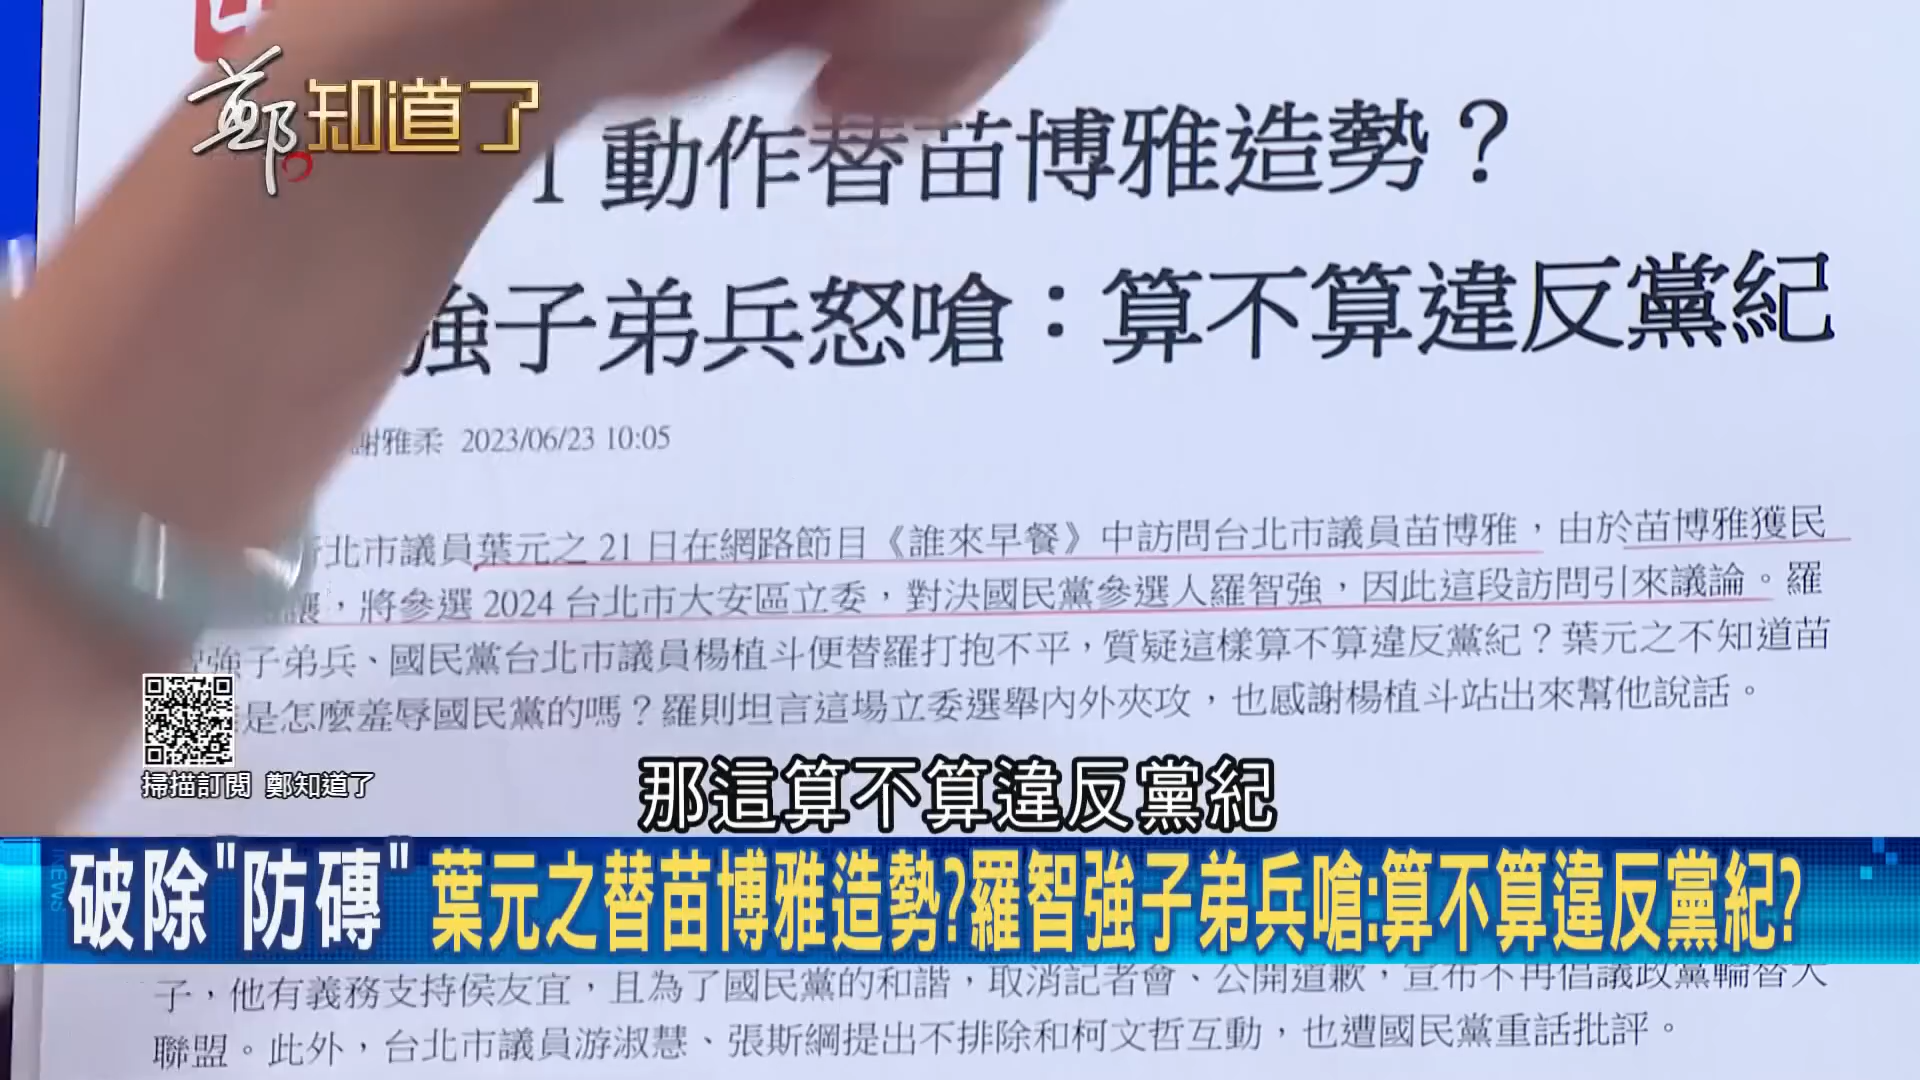 鄭知道了
1動作替苗博雅造勢？
強子弟兵怒嗆：算不算違反黨紀
謝雅柔 2023/06/23 10:05
北市議員葉元之21日在網路節目《誰來早餐》中訪問台北市議員苗博雅，由於苗博雅獲民
讓，將參選2024台北市大安區立委，對決國民黨參選人羅智強，因此這段訪問引來議論。羅
強子弟兵、國民黨台北市議員楊植斗便替羅打抱不平，質疑這樣算不算違反黨紀？葉元之不知道苗
是怎麼羞辱國民黨的嗎？羅則坦言這場立委選舉內外夾攻，也感謝楊植斗站出來幫他說話。
掃描訂閱 鄭知道了
那這算不算違反黨紀
破除"防磚" 葉元之替苗博雅造勢?羅智強子弟兵嗆:算不算違反黨紀?
子，他有義務支持侯友宜，且為了國民黨的和諧，取消記者會、公開道歉，宣布不再倡議政黨輪替大
聯盟。此外，台北市議員游淑慧、張斯綱提出不排除和柯文哲互動，也遭國民黨重話批評。